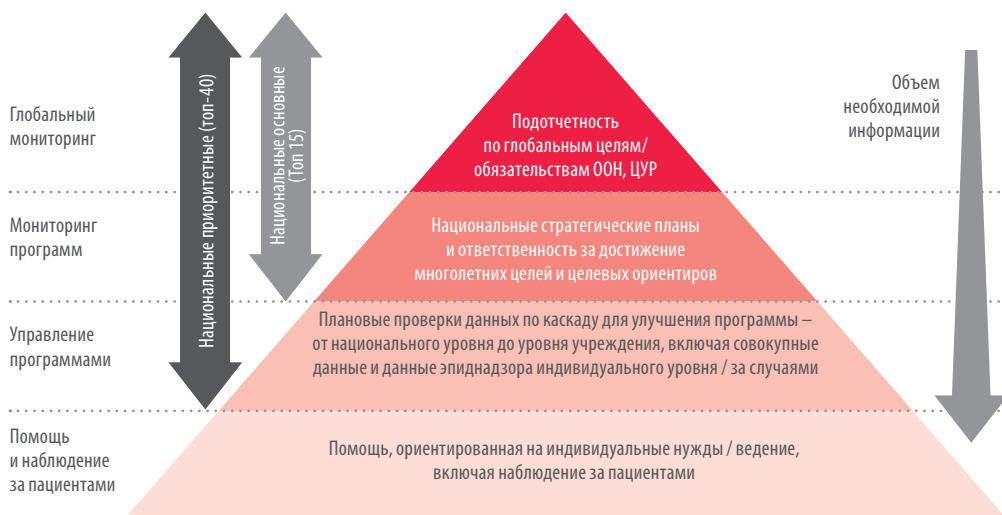 Глобальный
мониторинг
Мониторинг
программ
Управление
программами
Помощь
и наблюдение
за пациентами
Национальные приоритетные (топ-40)
Национальные основные
(Топ 15)
Подотчетность
по глобальным целям/
обязательствам ООН, ЦУР
Национальные стратегические планы
и ответственность за достижение
многолетних целей и целевых ориентиров
Плановые проверки данных по каскаду для улучшения программы –
от национального уровня до уровня учреждения, включая совокупные
данные и данные эпиднадзора индивидуального уровня / за случаями
Помощь, ориентированная на индивидуальные нужды / ведение,
включая наблюдение за пациентами
Объем
необходимой
информации